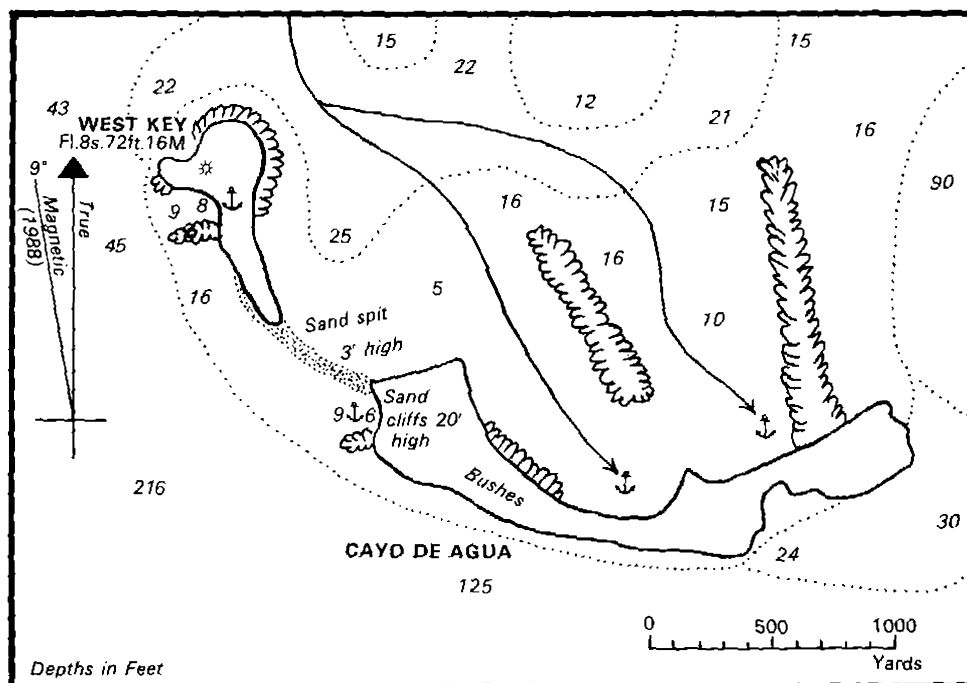 15
15
22
22
12
43
21
16
WEST KEY
Fl.8s.72ft.16M
9°
Magnetic
(1988)
True
90
9
8
16
15
45
25
16
5
16
10
Sand spit
3' high
9
6
Sand
cliffs 20'
high
Bushes
216
30
CAYO DE AGUA
24
125
0
500
1000
Yards
Depths in Feet